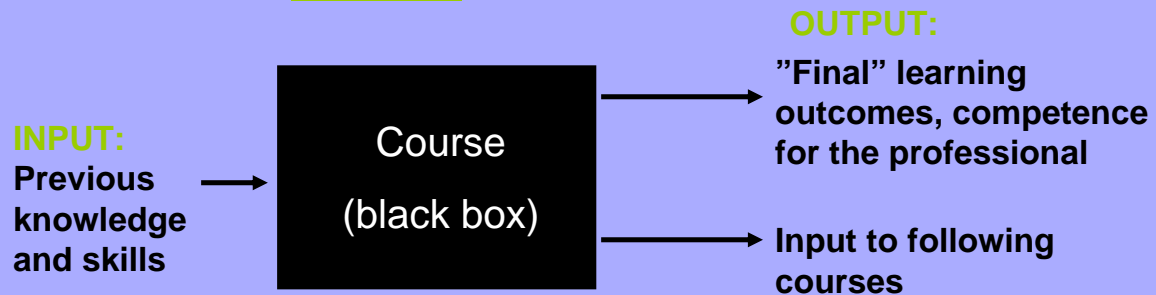 INPUT:
Previous
knowledge
and skills
Course
(black box)
OUTPUT:
”Final” learning
outcomes, competence
for the professional
Input to following
courses